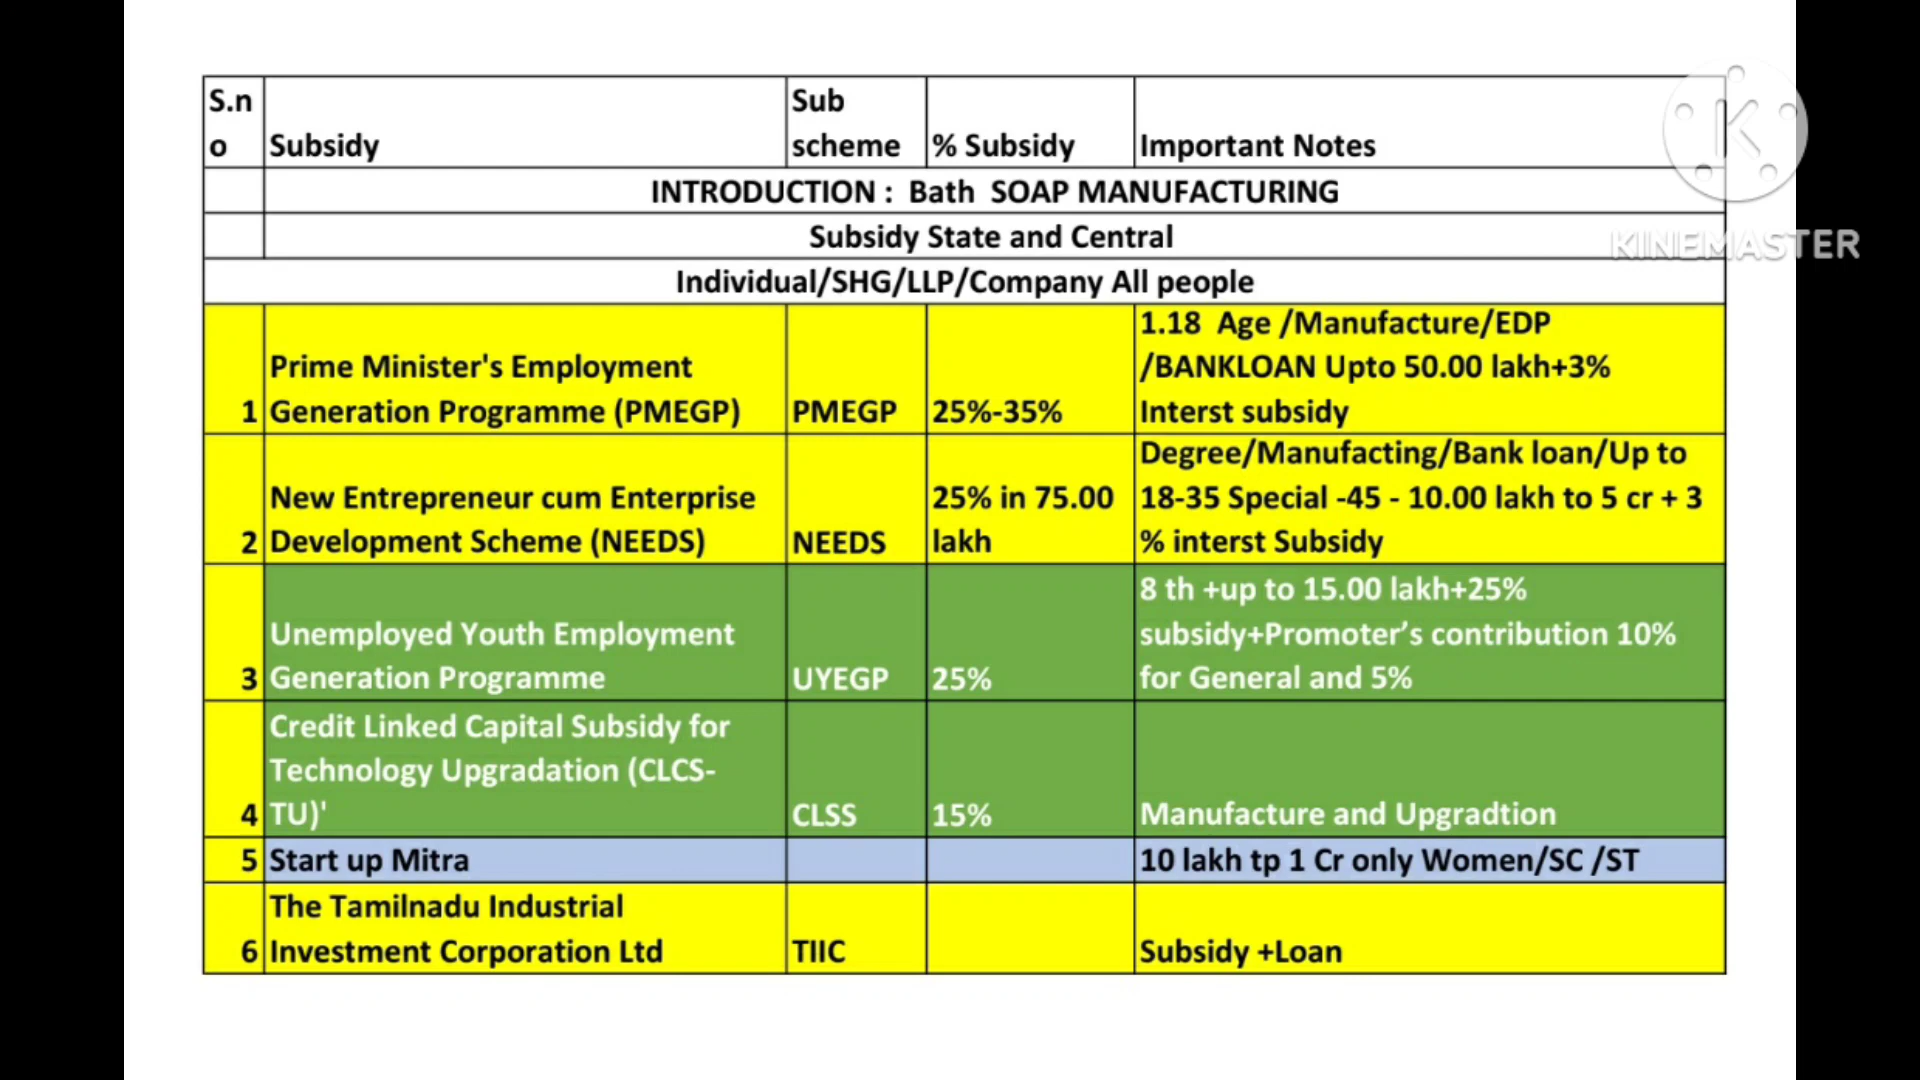 S.n
o
Subsidy
Sub
scheme
% Subsidy
Important Notes
INTRODUCTION : Bath SOAP MANUFACTURING
Subsidy State and Central
Individual/SHG/LLP/Company All people
1
Prime Minister's Employment
Generation Programme (PMEGP)
PMEGP
25%-35%
1.18 Age /Manufacture/EDP
/BANKLOAN Upto 50.00 lakh+3%
Interst subsidy
2
New Entrepreneur cum Enterprise
Development Scheme (NEEDS)
NEEDS
25% in 75.00
lakh
Degree/Manufacting/Bank loan/Up to
18-35 Special -45 - 10.00 lakh to 5 cr + 3
% interst Subsidy
3
Unemployed Youth Employment
Generation Programme
UYEGP
25%
8 th +up to 15.00 lakh+25%
subsidy+Promoter’s contribution 10%
for General and 5%
4
Credit Linked Capital Subsidy for
Technology Upgradation (CLCS-
TU)'
CLSS
15%
Manufacture and Upgradtion
5
Start up Mitra
10 lakh tp 1 Cr only Women/SC /ST
6
The Tamilnadu Industrial
Investment Corporation Ltd
TIIC
Subsidy +Loan
K
KINEMASTER